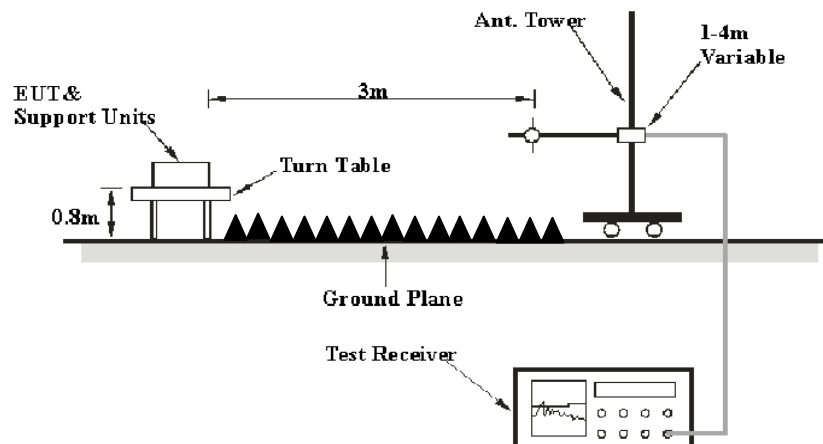 Ant. Tower
1-4m
Variable
3m
EUT&
Support Units
Turn Table
0.8m
Ground Plane
Test Receiver